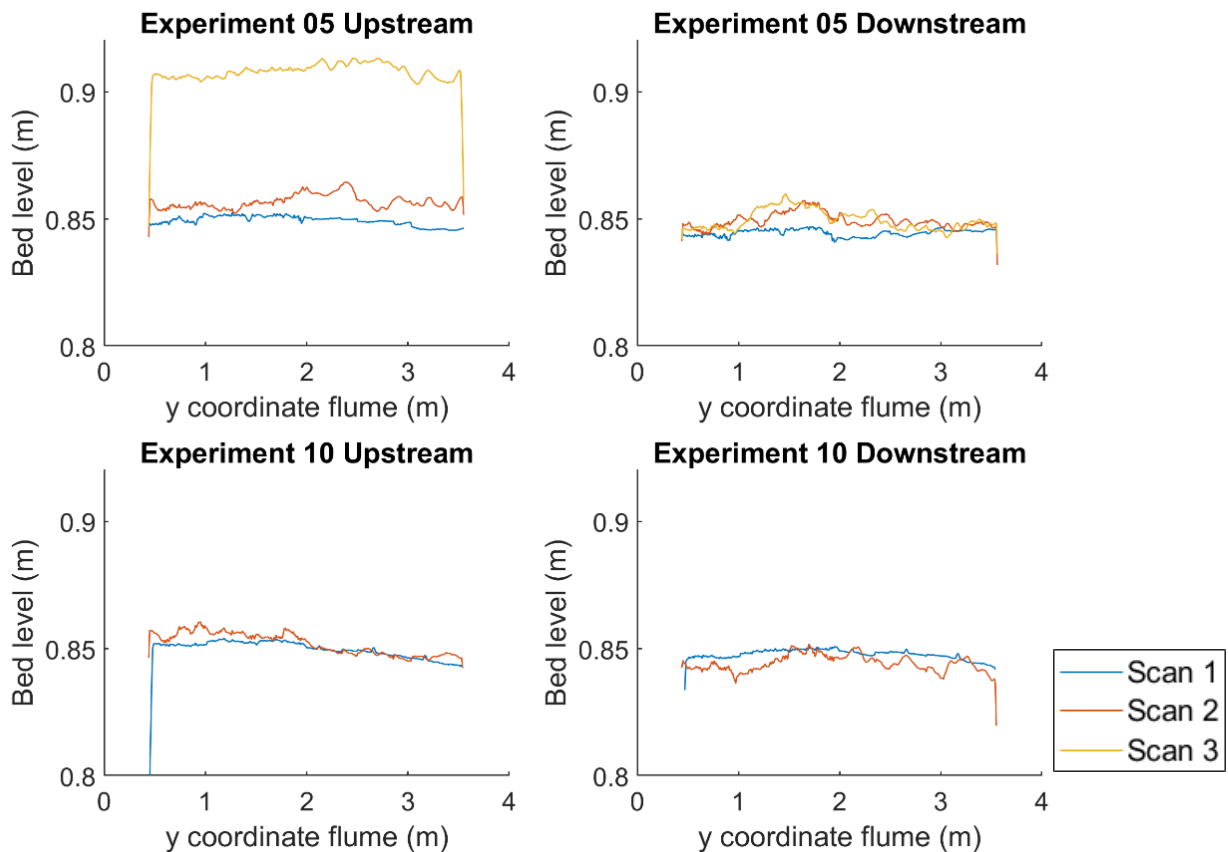 Experiment 05 Upstream
Bed level (m)
0.9
0.85
0.8
0 1 2 3 4
y coordinate flume (m)
Experiment 05 Downstream
Bed level (m)
0.9
0.85
0.8
0 1 2 3 4
y coordinate flume (m)
Experiment 10 Upstream
Bed level (m)
0.9
0.85
0.8
0 1 2 3 4
y coordinate flume (m)
Experiment 10 Downstream
Bed level (m)
0.9
0.85
0.8
0 1 2 3 4
y coordinate flume (m)
Scan 1
Scan 2
Scan 3